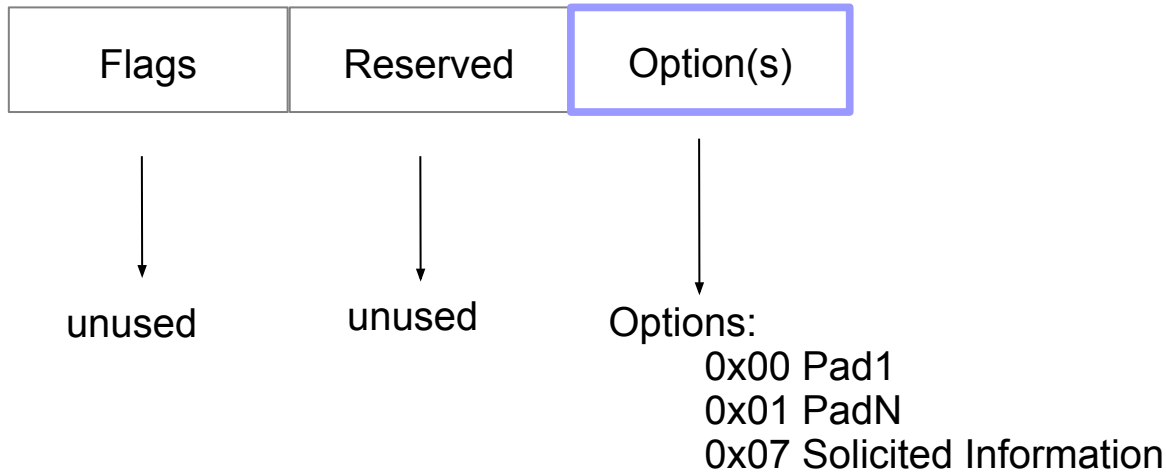 Flags
Reserved
Option(s)
unused
unused
Options:
0x00 Pad1
0x01 PadN
0x07 Solicited Information